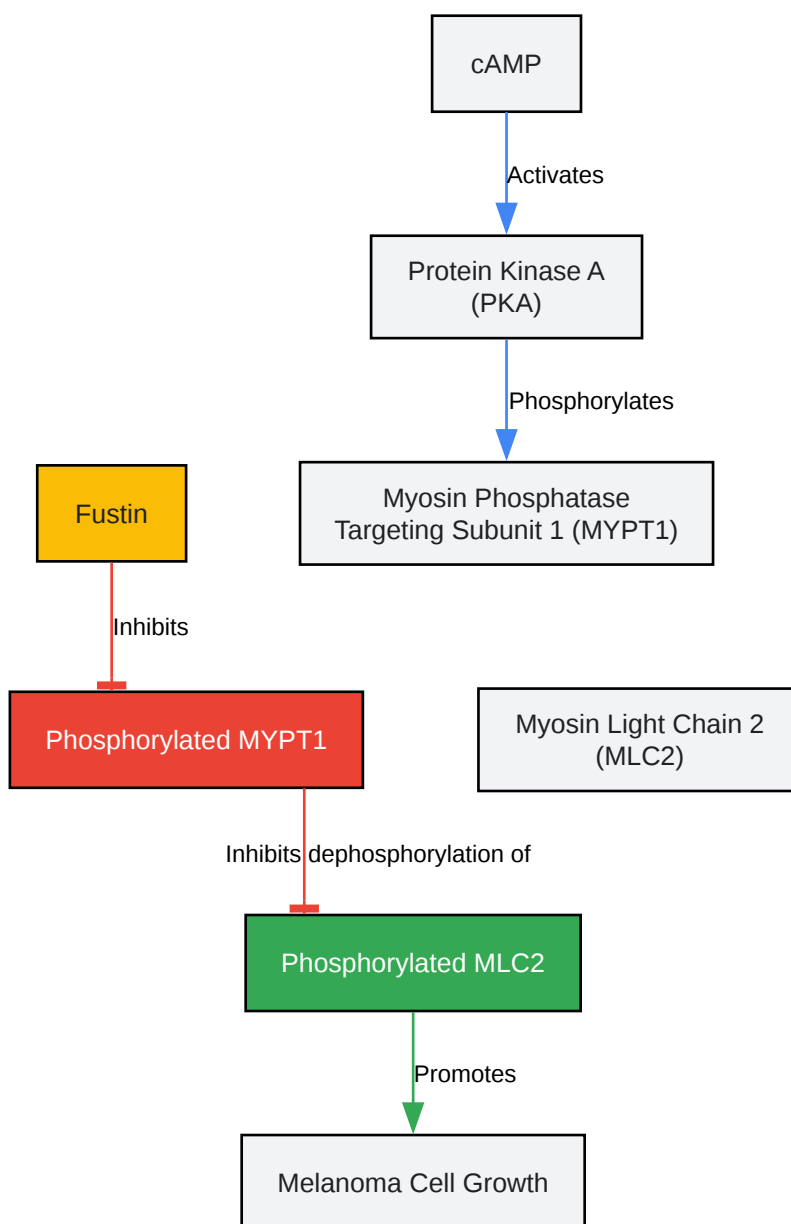 cAMP
Activates
Protein Kinase A
(PKA)
Phosphorylates
Myosin Phosphatase
Targeting Subunit 1 (MYPT1)
Fustin
Inhibits
Phosphorylated MYPT1
Myosin Light Chain 2
(MLC2)
Inhibits dephosphorylation of
Phosphorylated MLC2
Promotes
Melanoma Cell Growth